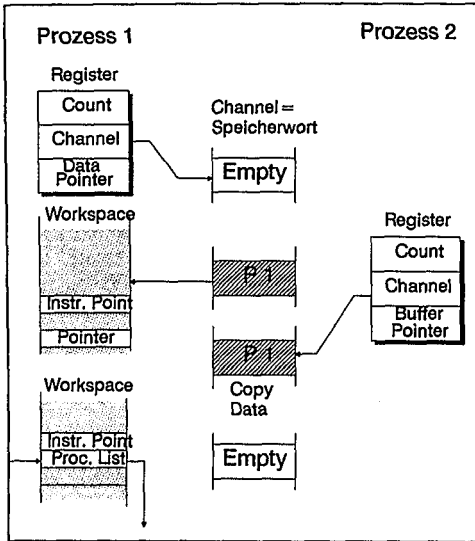 Prozess 1
Prozess 2
Register
Count
Channel
Data
Pointer
Channel=
Speicherwort
Empty
Workspace
Instr. Point
Pointer
P 1
Register
Count
Channel
Buffer
Pointer
P 1
Copy
Data
Workspace
Instr. Point
Proc. List
Empty